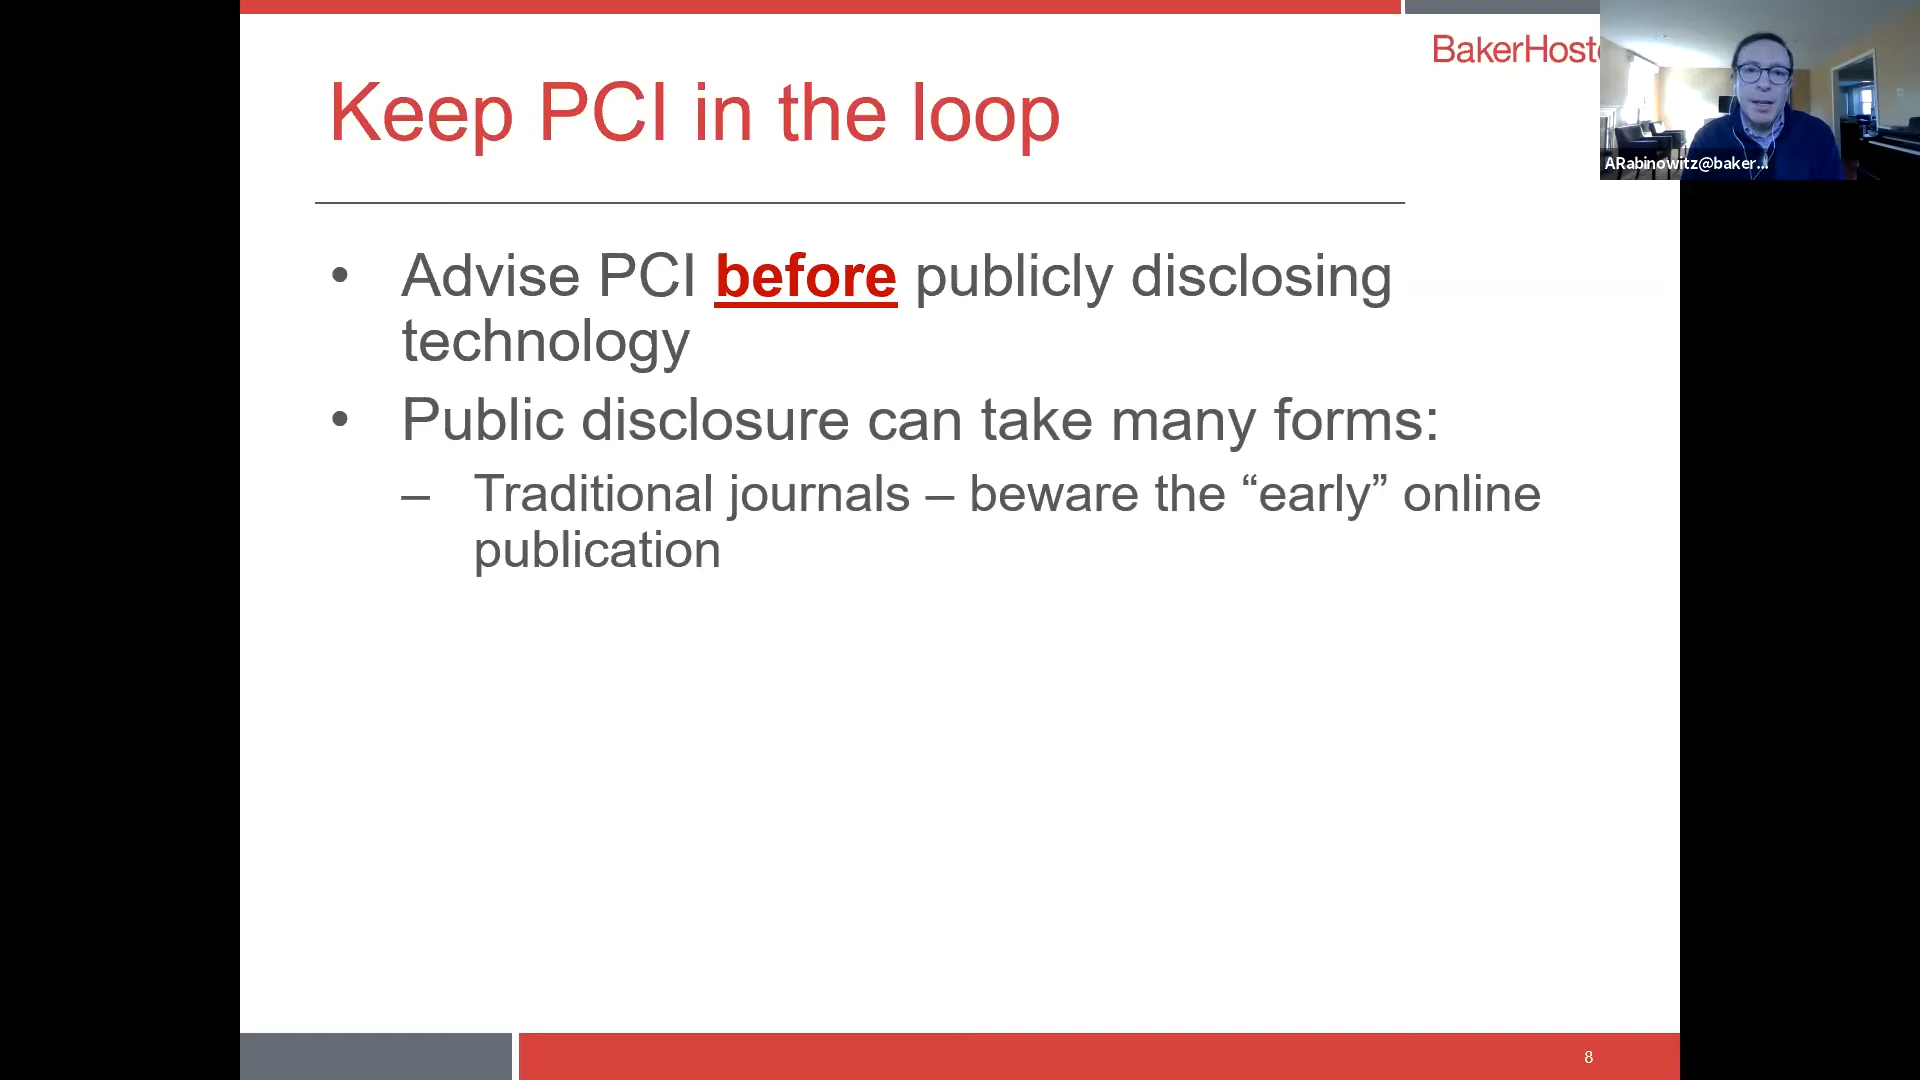 BakerHoste
Keep PCI in the loop
ARabinowitz@baker...
• Advise PCI before publicly disclosing
technology
• Public disclosure can take many forms:
– Traditional journals – beware the “early” online
publication
8